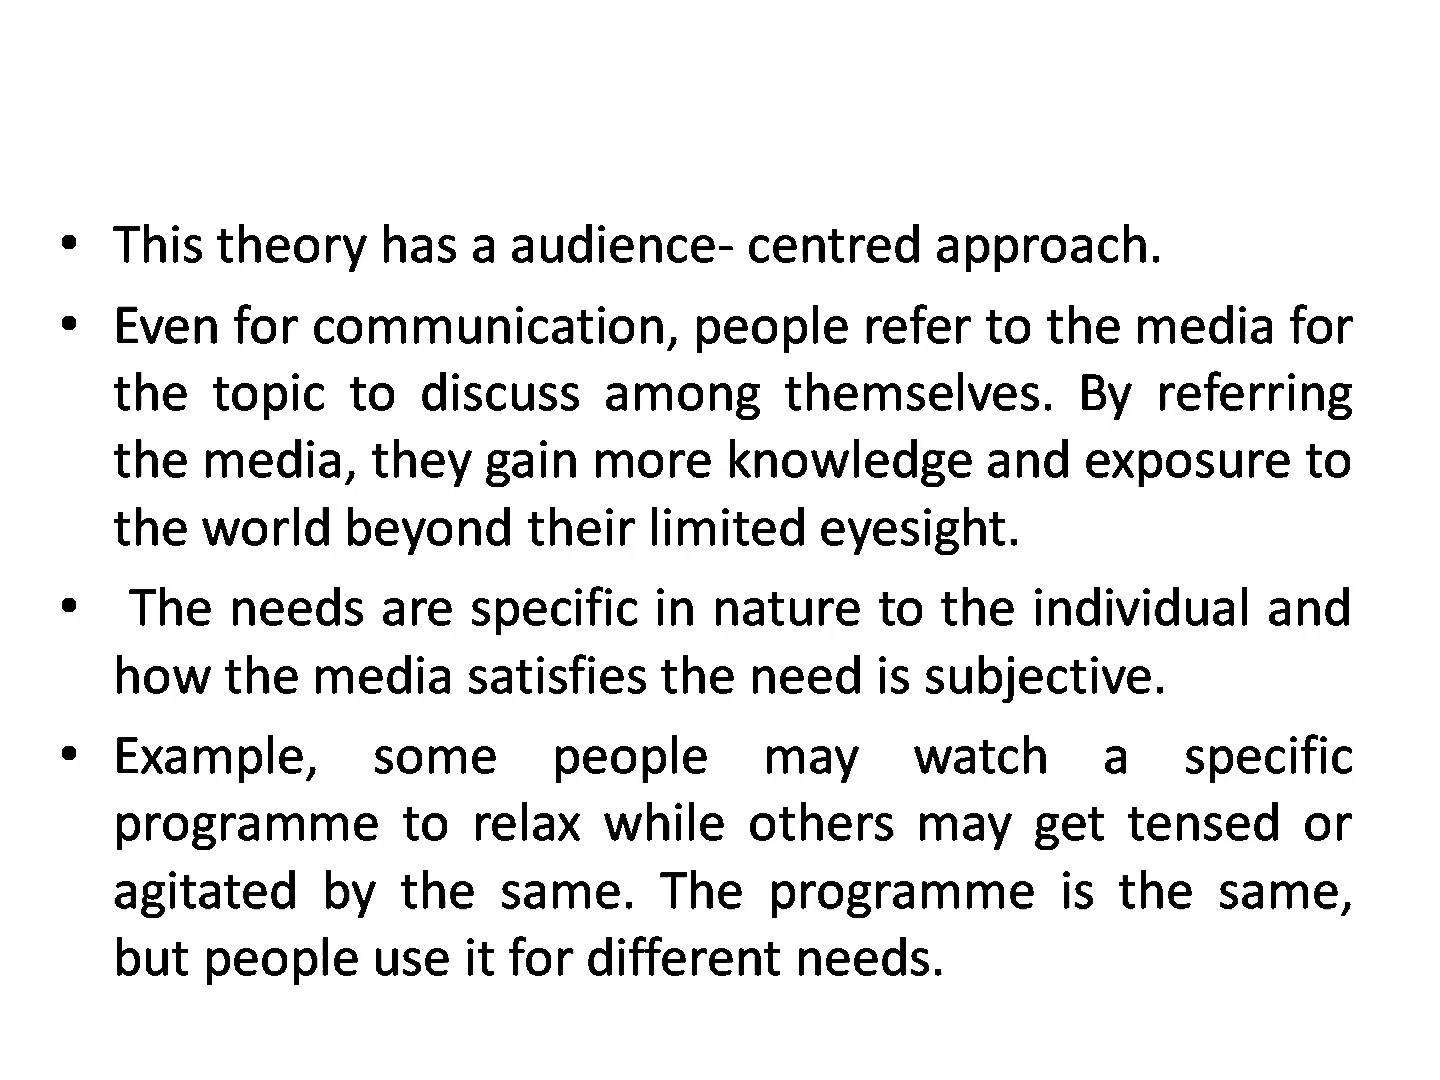 • This theory has a audience- centred approach.
• Even for communication, people refer to the media for
the topic to discuss among themselves. By referring
the media, they gain more knowledge and exposure to
the world beyond their limited eyesight.
• The needs are specific in nature to the individual and
how the media satisfies the need is subjective.
• Example, some people may watch a specific
programme to relax while others may get tensed or
agitated by the same. The programme is the same,
but people use it for different needs.